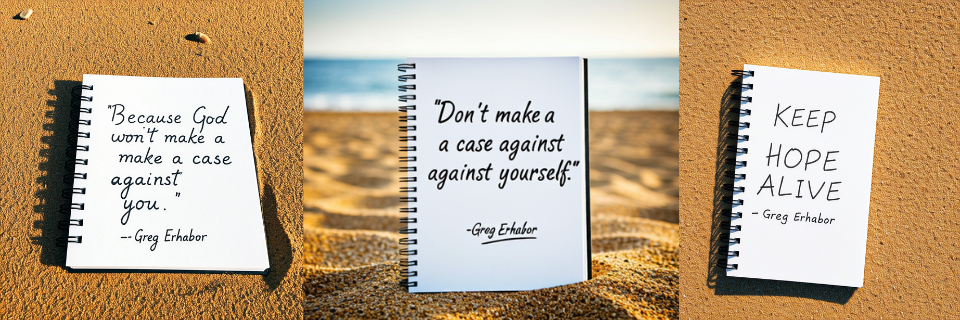 "Because God
won't make a
make a case
against
you."
-- Greg Erhabor
"Don't make a
a case against
against yourself."
-Greg Erhabor
KEEP
HOPE
ALIVE
- Greg Erhabor